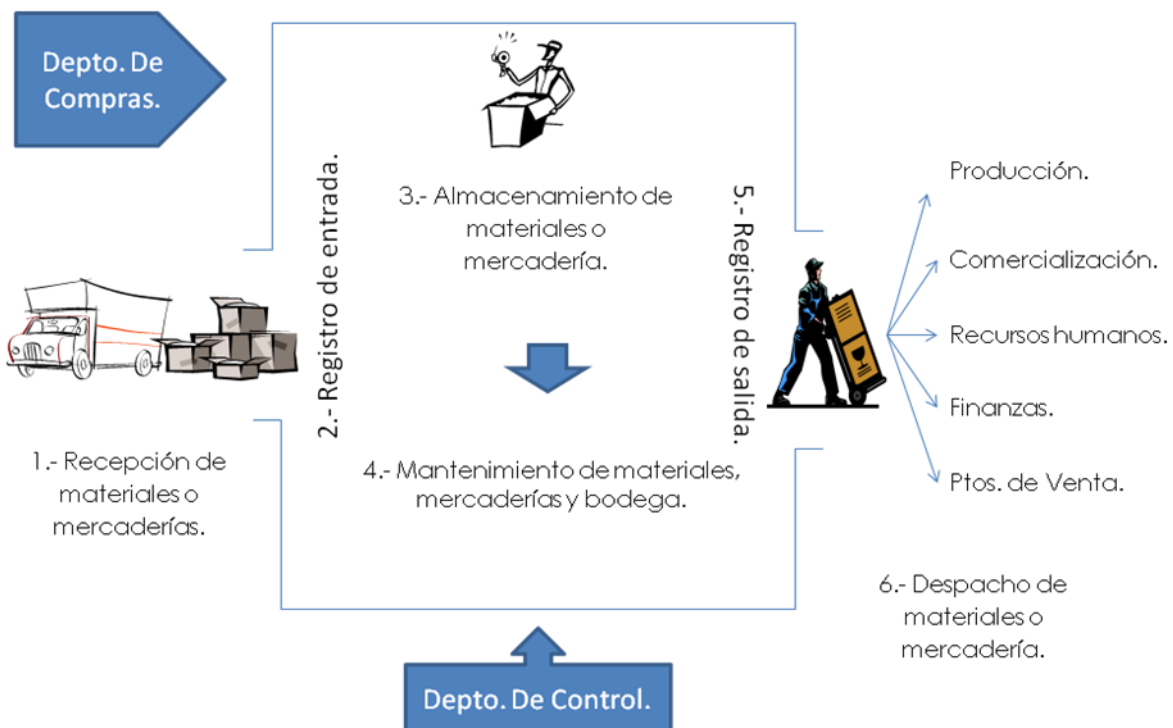 Depto. De
Compras.
1.- Recepción de
materiales o
mercaderías.
2.- Registro de entrada.
3.- Almacenamiento de
materiales o
mercadería.
4.- Mantenimiento de materiales,
mercaderías y bodega.
5.- Registro de salida.
Producción.
Comercialización.
Recursos humanos.
Finanzas.
Ptos. de Venta.
6.- Despacho de
materiales o
mercadería.
Depto. De Control.